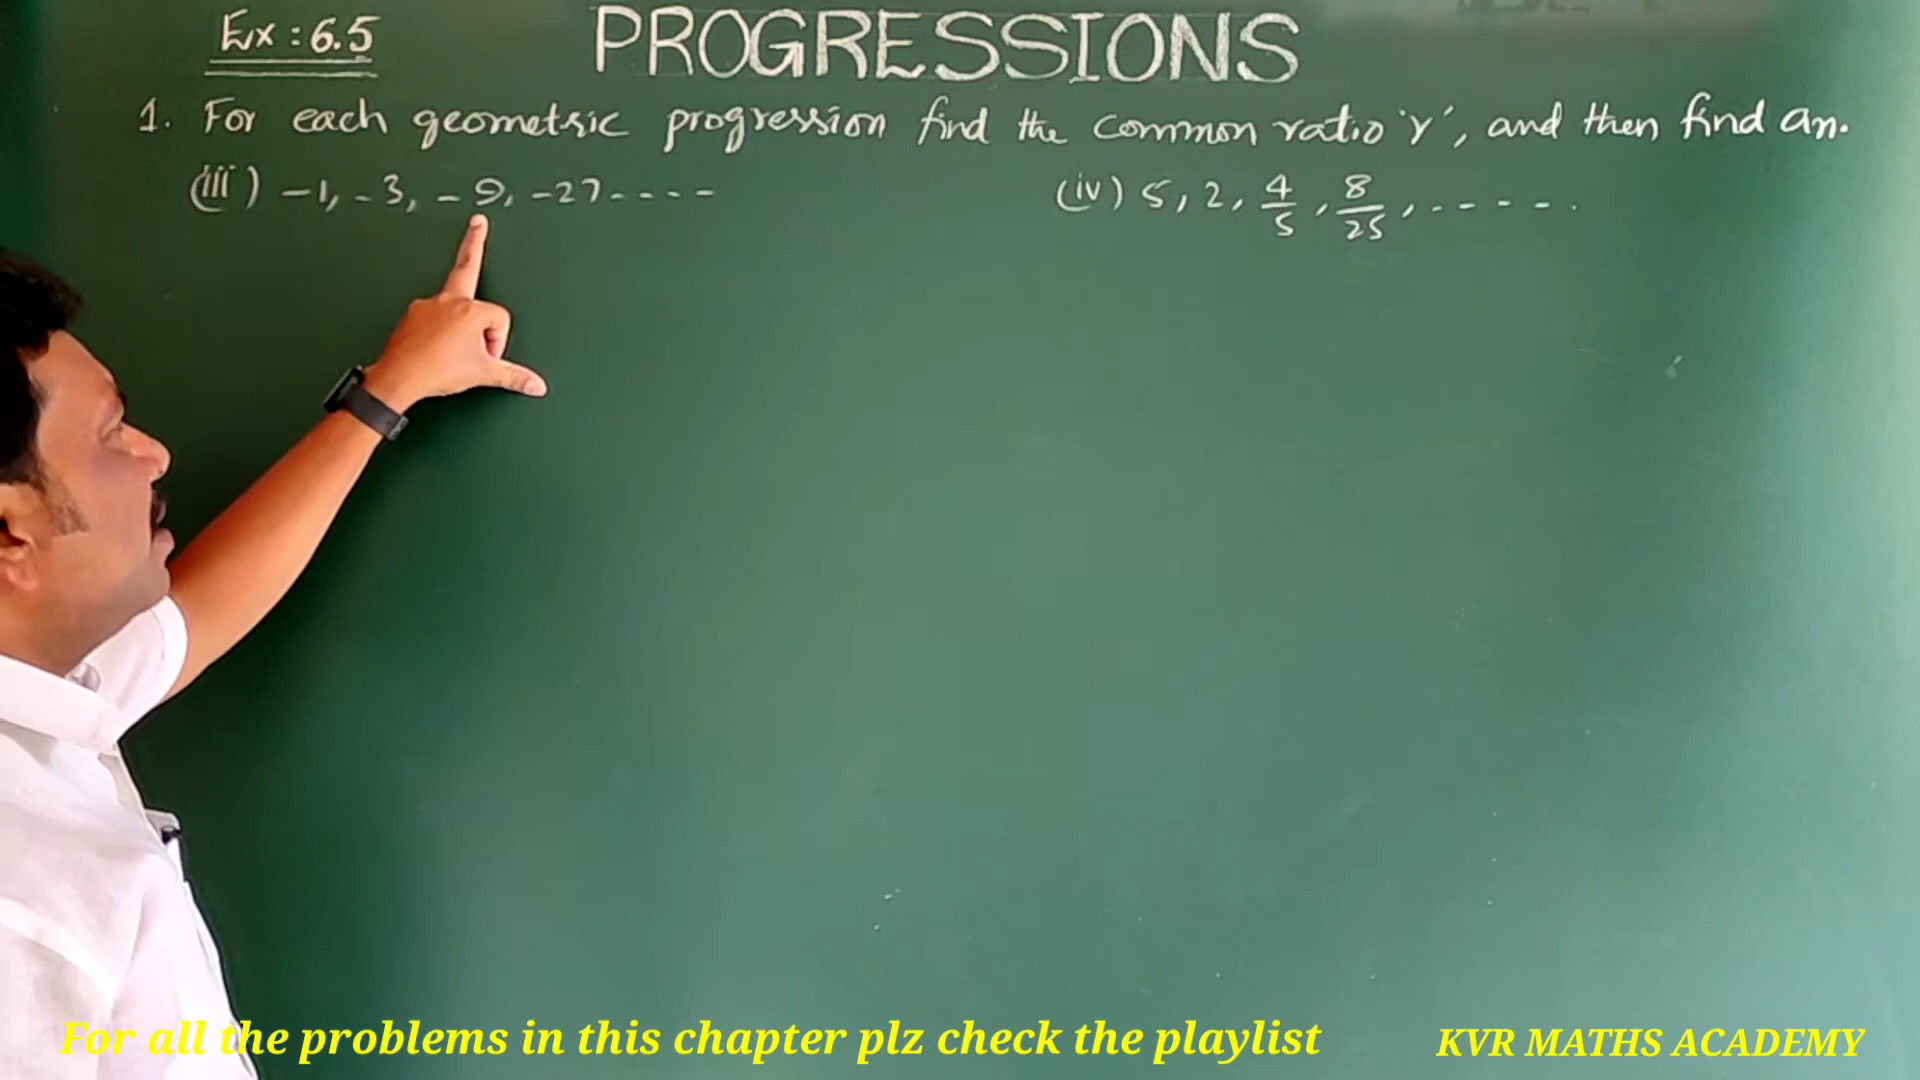 Ex : 6.5
PROGRESSIONS
1. For each geometric progression find the common ratio 'r', and then find an.
(iii) -1, -3, -9, -27----
(iv) 5, 2, 4/5, 8/25, -----.
For all the problems in this chapter plz check the playlist
KVR MATHS ACADEMY